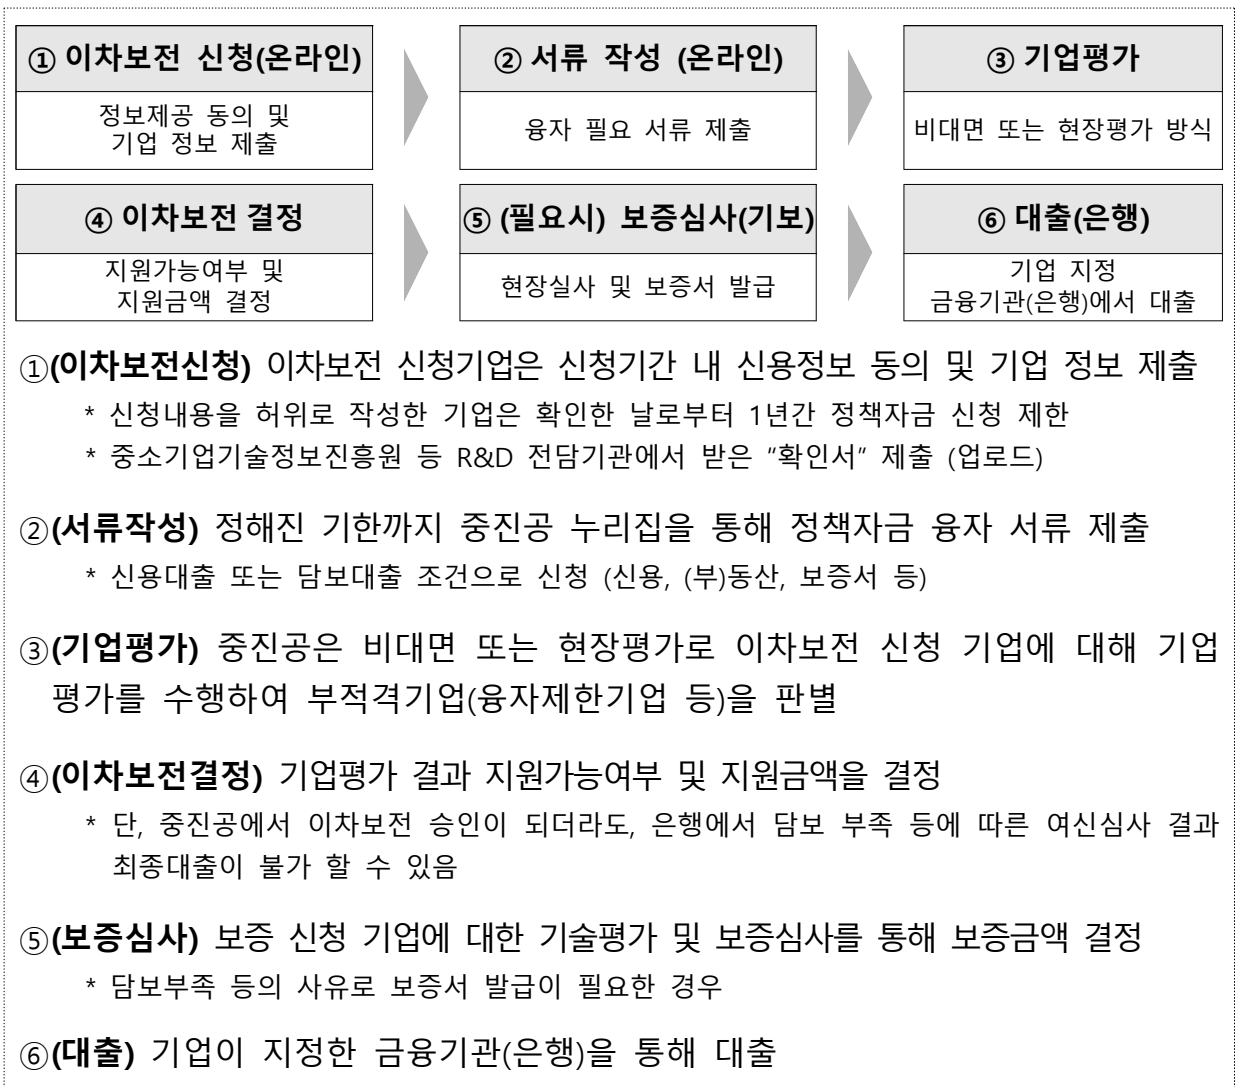 ① 이차보전 신청(온라인)
정보제공 동의 및
기업 정보 제출
② 서류 작성 (온라인)
융자 필요 서류 제출
③ 기업평가
비대면 또는 현장평가 방식
④ 이차보전 결정
지원가능여부 및
지원금액 결정
⑤ (필요시) 보증심사(기보)
현장실사 및 보증서 발급
⑥ 대출(은행)
기업 지정
금융기관(은행)에서 대출
①(이차보전신청) 이차보전 신청기업은 신청기간 내 신용정보 동의 및 기업 정보 제출
* 신청내용을 허위로 작성한 기업은 확인한 날로부터 1년간 정책자금 신청 제한
* 중소기업기술정보진흥원 등 R&D 전담기관에서 받은 “확인서” 제출 (업로드)
②(서류작성) 정해진 기한까지 중진공 누리집을 통해 정책자금 융자 서류 제출
* 신용대출 또는 담보대출 조건으로 신청 (신용, (부)동산, 보증서 등)
③(기업평가) 중진공은 비대면 또는 현장평가로 이차보전 신청 기업에 대해 기업
평가를 수행하여 부적격기업(융자제한기업 등)을 판별
④(이차보전결정) 기업평가 결과 지원가능여부 및 지원금액을 결정
* 단, 중진공에서 이차보전 승인이 되더라도, 은행에서 담보 부족 등에 따른 여신심사 결과
최종대출이 불가 할 수 있음
⑤(보증심사) 보증 신청 기업에 대한 기술평가 및 보증심사를 통해 보증금액 결정
* 담보부족 등의 사유로 보증서 발급이 필요한 경우
⑥(대출) 기업이 지정한 금융기관(은행)을 통해 대출